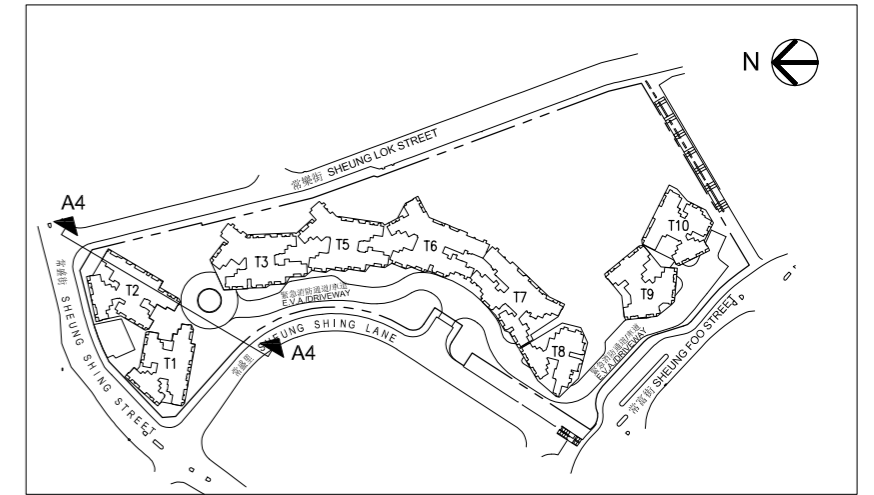 N
常樂街 SHEUNG LOK STREET
A4
T10
T5
T6
T3
常盛街 SHEUNG SHING STREET
T2
緊急消防通道/車道
E.V.A./DRIVEWAY
T7
T9
SHEUNG SHING LANE
常盛里
A4
T8
T1
緊急消防通道/車道
E.V.A./DRIVEWAY
常富街 SHEUNG FOO STREET